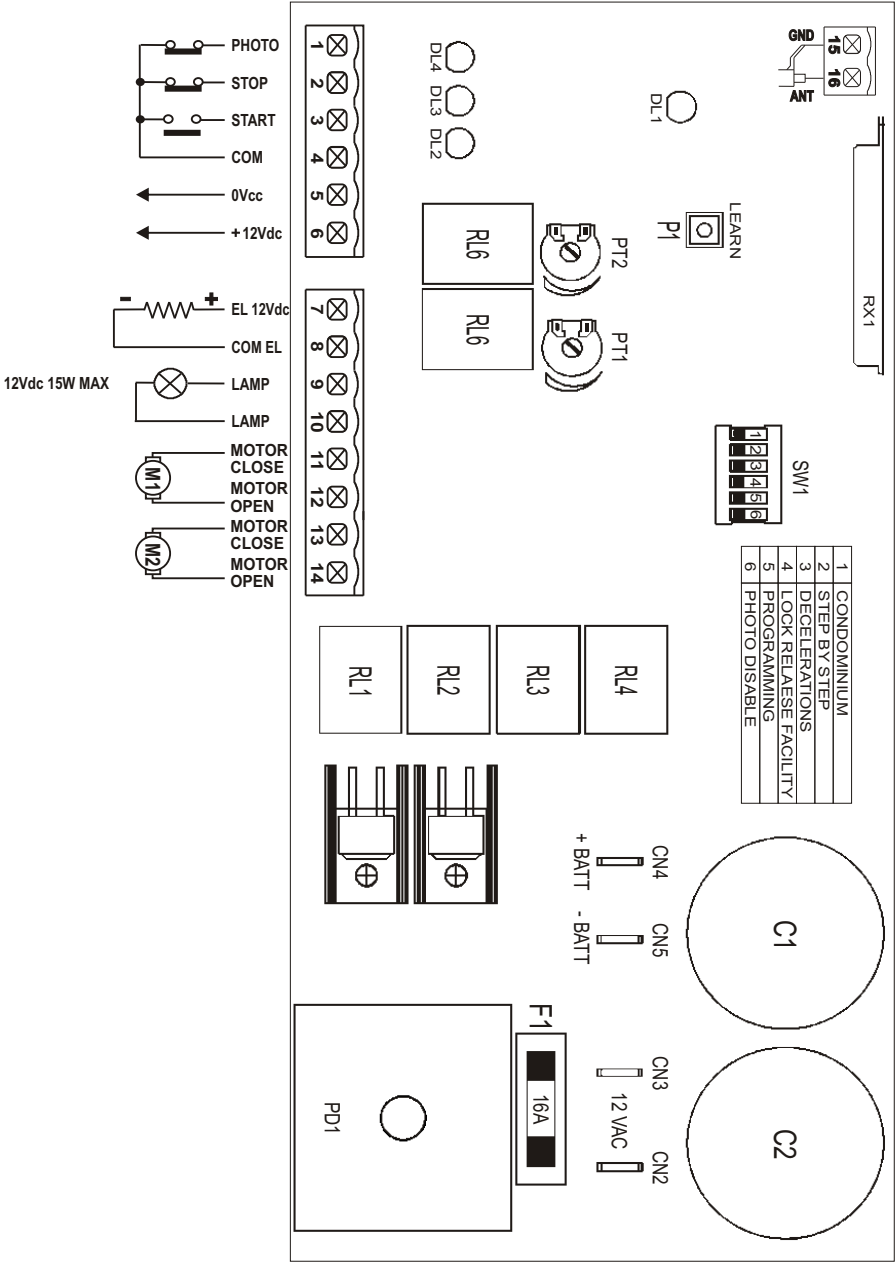 PHOTO
STOP
START
COM
0Vcc
+12Vdc
- +
EL 12Vdc
COM EL
12Vdc 15W MAX
LAMP
LAMP
MOTOR
CLOSE
MOTOR
OPEN
MOTOR
CLOSE
MOTOR
OPEN
M1
M2
1
2
3
4
5
6
7
8
9
10
11
12
13
14
DL4
DL3
DL2
DL1
GND
ANT
15
16
LEARN
P1
RX1
RL6
PT2
RL6
PT1
SW1
1
2
3
4
5
6
1 CONDOMINIUM
2 STEP BY STEP
3 DECELERATIONS
4 LOCK RELAESE FACILITY
5 PROGRAMMING
6 PHOTO DISABLE
RL1
RL2
RL3
RL4
CN4
+ BATT
CN5
- BATT
C1
F1
16A
CN3
12 VAC
CN2
C2
PD1